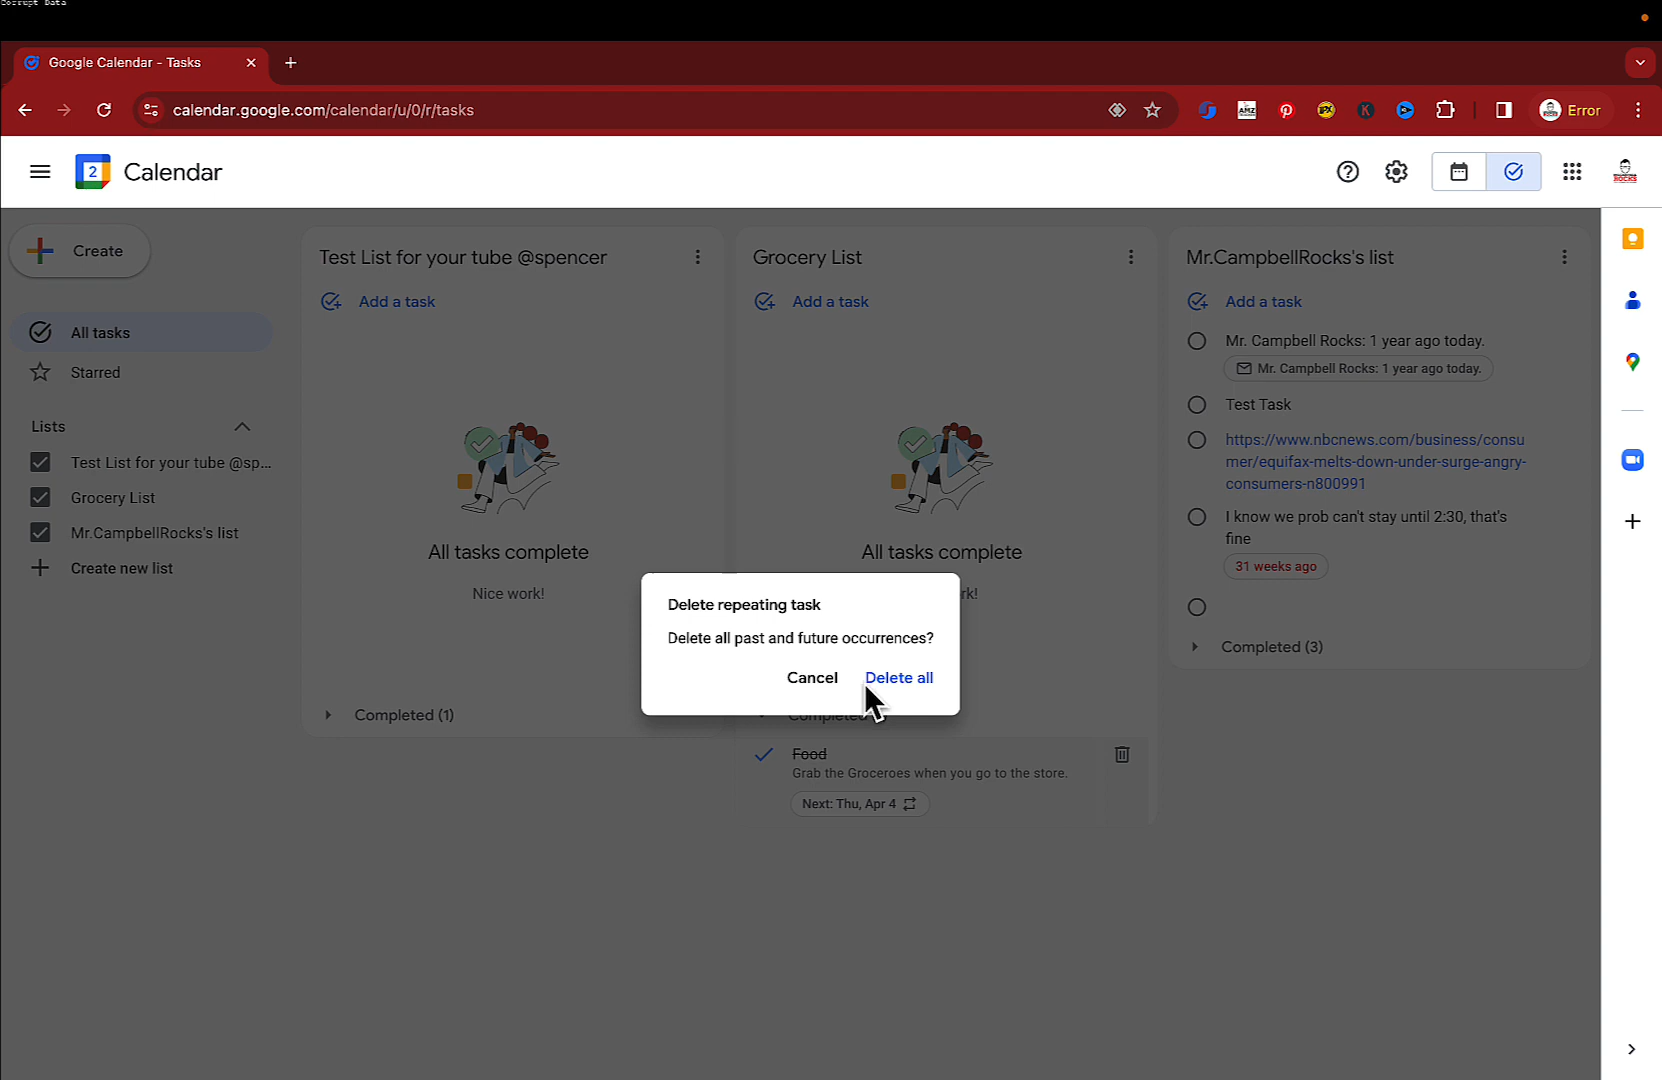 Corrupt Data
Google Calendar - Tasks
calendar.google.com/calendar/u/0/r/tasks
AMZ
Error
2
Calendar
ROCKS
Create
Test List for your tube @spencer
Grocery List
Mr.CampbellRocks's list
Add a task
Add a task
Add a task
All tasks
Mr. Campbell Rocks: 1 year ago today.
Mr. Campbell Rocks: 1 year ago today.
Starred
Test Task
Lists
https://www.nbcnews.com/business/consu
mer/equifax-melts-down-under-surge-angry-
consumers-n800991
Test List for your tube @sp...
Grocery List
Mr.CampbellRocks's list
I know we prob can't stay until 2:30, that's
fine
31 weeks ago
Create new list
All tasks complete
All tasks complete
Nice work!
rk!
Delete repeating task
Delete all past and future occurrences?
Cancel
Delete all
Completed (3)
Completed (1)
Completed
Food
Grab the Groceroes when you go to the store.
Next: Thu, Apr 4